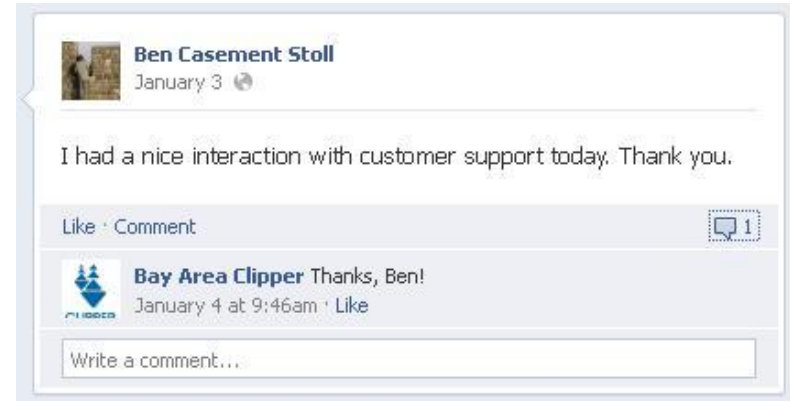 Ben Casement Stoll
January 3
I had a nice interaction with customer support today. Thank you.
Like · Comment
1
Bay Area Clipper Thanks, Ben!
CLIPPER
January 4 at 9:46am · Like
Write a comment...